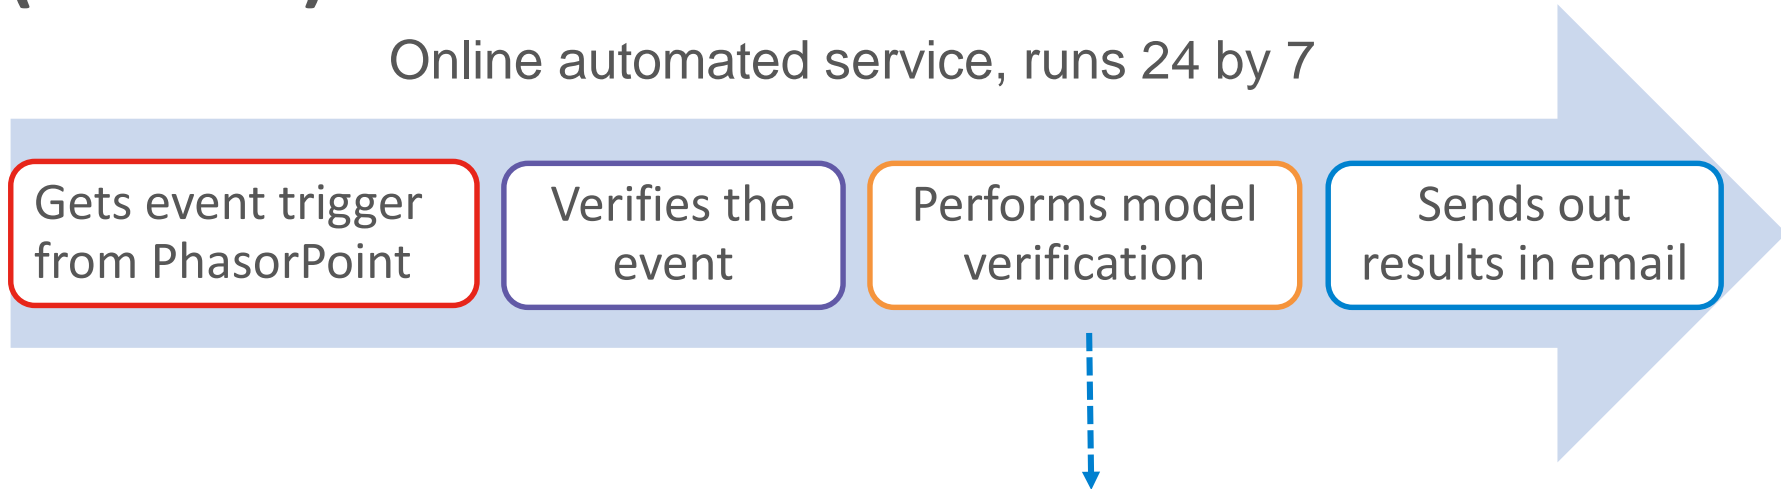 Online automated service, runs 24 by 7
Gets event trigger
from PhasorPoint
Verifies the
event
Performs model
verification
Sends out
results in email